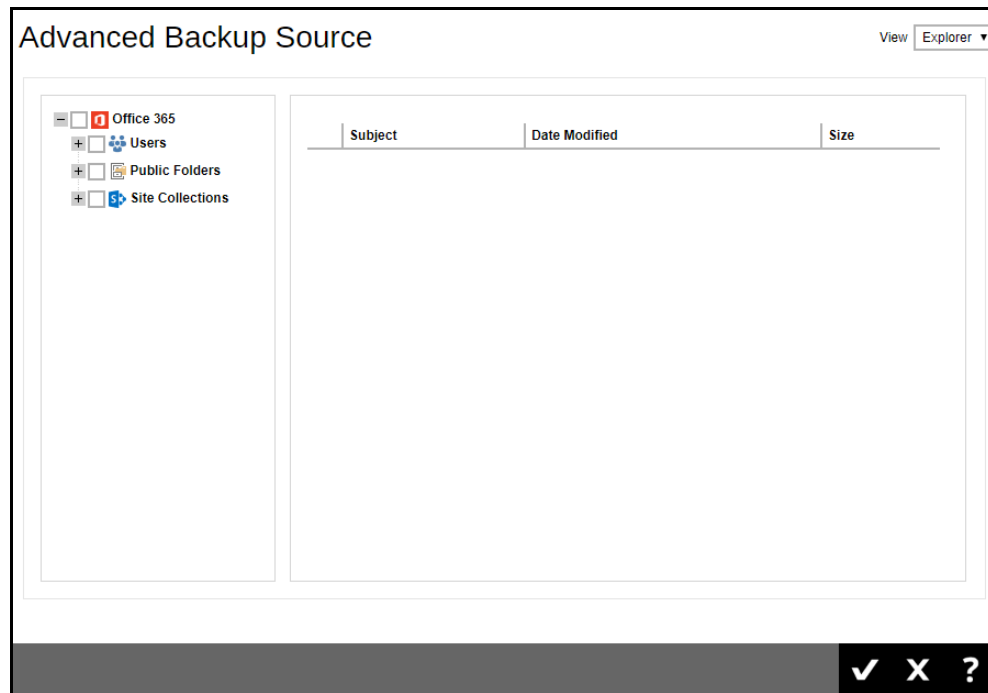 Advanced Backup Source
View Explorer
Office 365
Users
Public Folders
Site Collections
Subject Date Modified Size
?